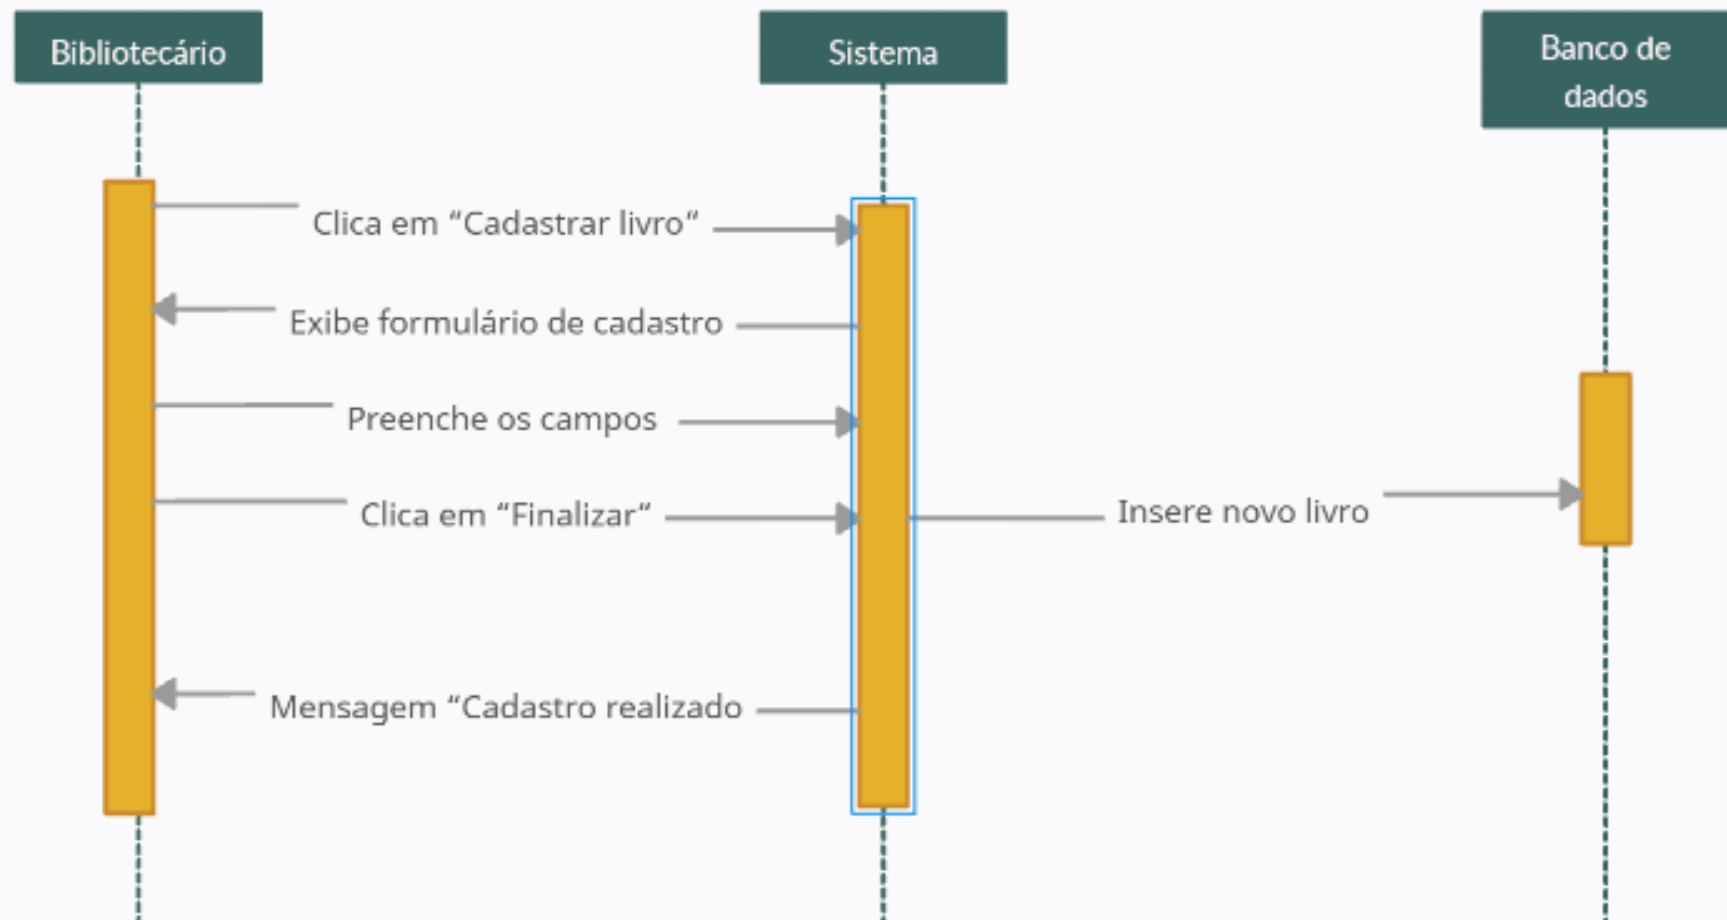 Bibliotecário
Sistema
Banco de
dados
Clica em “Cadastrar livro“
Exibe formulário de cadastro
Preenche os campos
Clica em “Finalizar“
Insere novo livro
Mensagem “Cadastro realizado